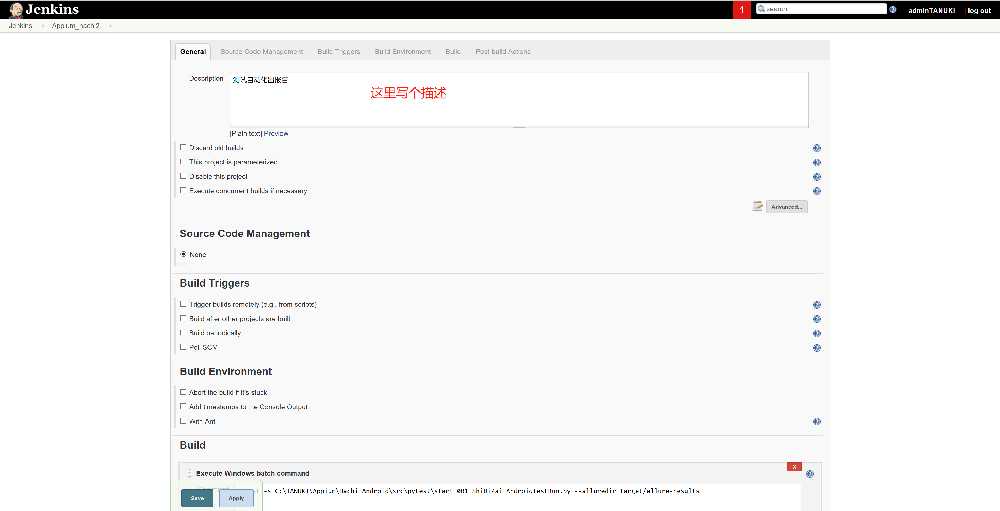 Jenkins
1
search
adminTANUKI
| log out
Jenkins
Appium_hachi2
General
Source Code Management
Build Triggers
Build Environment
Build
Post-build Actions
Description
测试自动化出报告
这里写个描述
[Plain text] Preview
Discard old builds
This project is parameterized
Disable this project
Execute concurrent builds if necessary
Advanced...
Source Code Management
None
Build Triggers
Trigger builds remotely (e.g., from scripts)
Build after other projects are built
Build periodically
Poll SCM
Build Environment
Abort the build if it's stuck
Add timestamps to the Console Output
With Ant
Build
X
Execute Windows batch command
Command
-s C:\TANUKI\Appium\Hachi_Android\src\pytest\start_001_ShiDiPai_AndroidTestRun.py --alluredir target/allure-results
Save
Apply